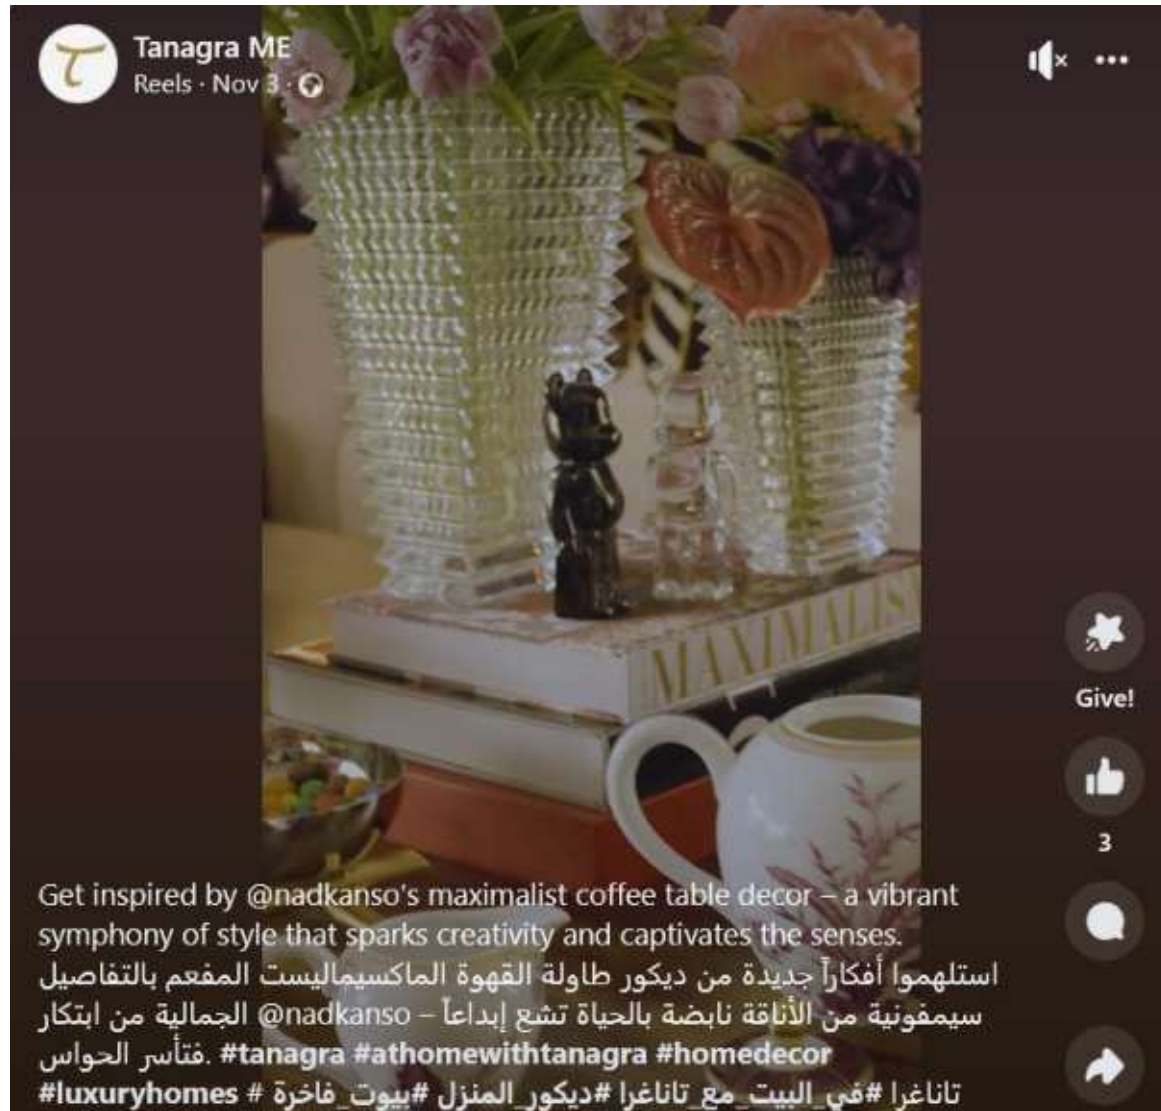 Tanagra ME
Reels · Nov 3 ·
MAXIMALIS
Give!
3
Get inspired by @nadkanso's maximalist coffee table decor – a vibrant
symphony of style that sparks creativity and captivates the senses.
استلهموا أفكاراً جديدة من ديكور طاولة القهوة الماكسيماليست المفعم بالتفاصيل
الجمالية من ابتكار @nadkanso – سيمفونية من الأناقة نابضة بالحياة تشع إبداعاً
فتأسر الحواس. #tanagra #athomewithtanagra #homedecor
#luxuryhomes #تاناغرا #في_البيت_مع_تاناغرا #ديكور_المنزل #بيوت_فاخرة